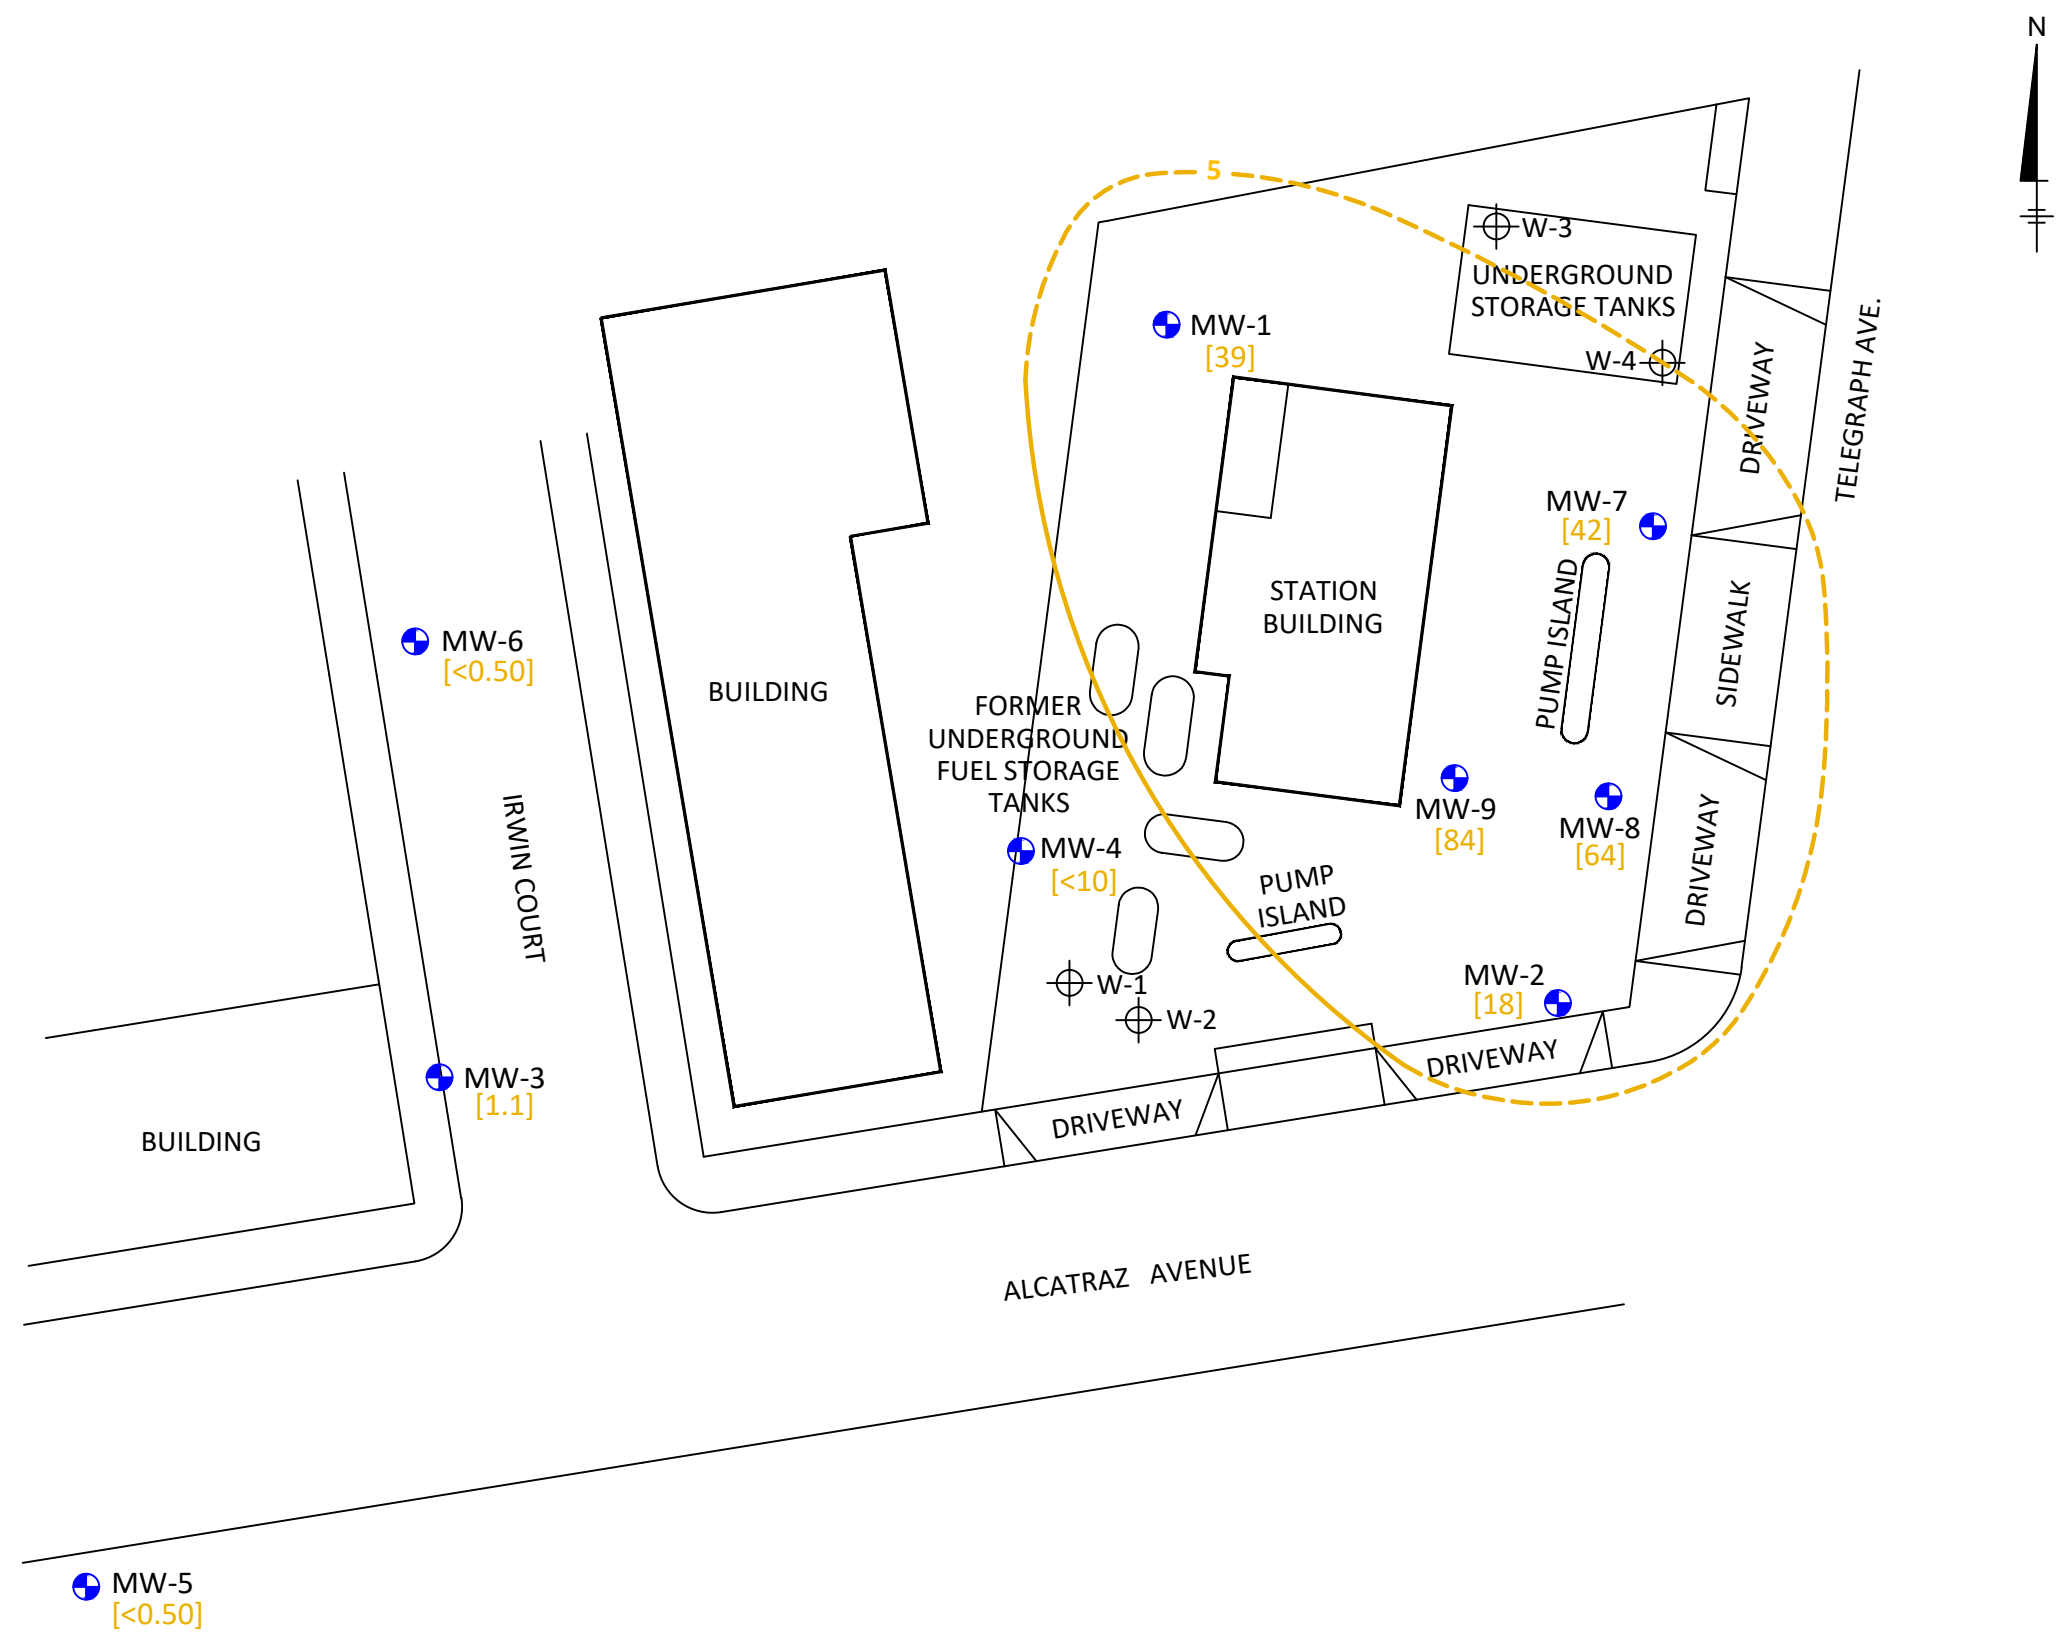 N
5
W-3
UNDERGROUND
STORAGE TANKS
MW-1
[39]
W-4
DRIVEWAY
TELEGRAPH AVE.
MW-7
[42]
STATION
BUILDING
PUMP ISLAND
SIDEWALK
MW-6
[<0.50]
BUILDING
FORMER
UNDERGROUND
FUEL STORAGE
TANKS
MW-9
[84]
MW-8
[64]
DRIVEWAY
MW-4
[<10]
PUMP
ISLAND
IRWIN COURT
W-1
W-2
MW-2
[18]
DRIVEWAY
MW-3
[1.1]
DRIVEWAY
BUILDING
ALCATRAZ AVENUE
MW-5
[<0.50]